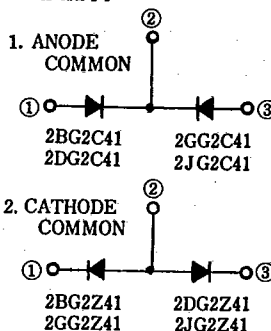 1. ANODE
COMMON
②
① ③
2BG2C41 2GG2C41
2DG2C41 2JG2C41
2. CATHODE
COMMON
②
① ③
2BG2Z41 2DG2Z41
2GG2Z41 2JG2Z41